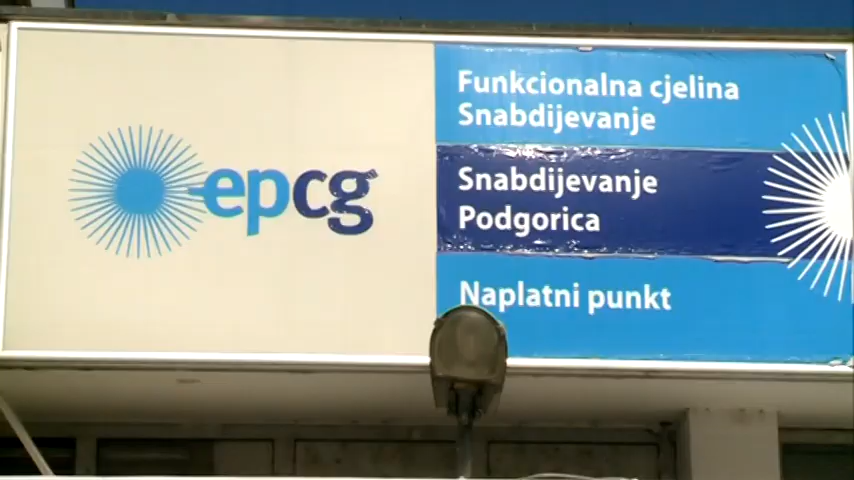 epcg
Funkcionalna cjelina
Snabdijevanje
Snabdijevanje
Podgorica
Naplatni punkt